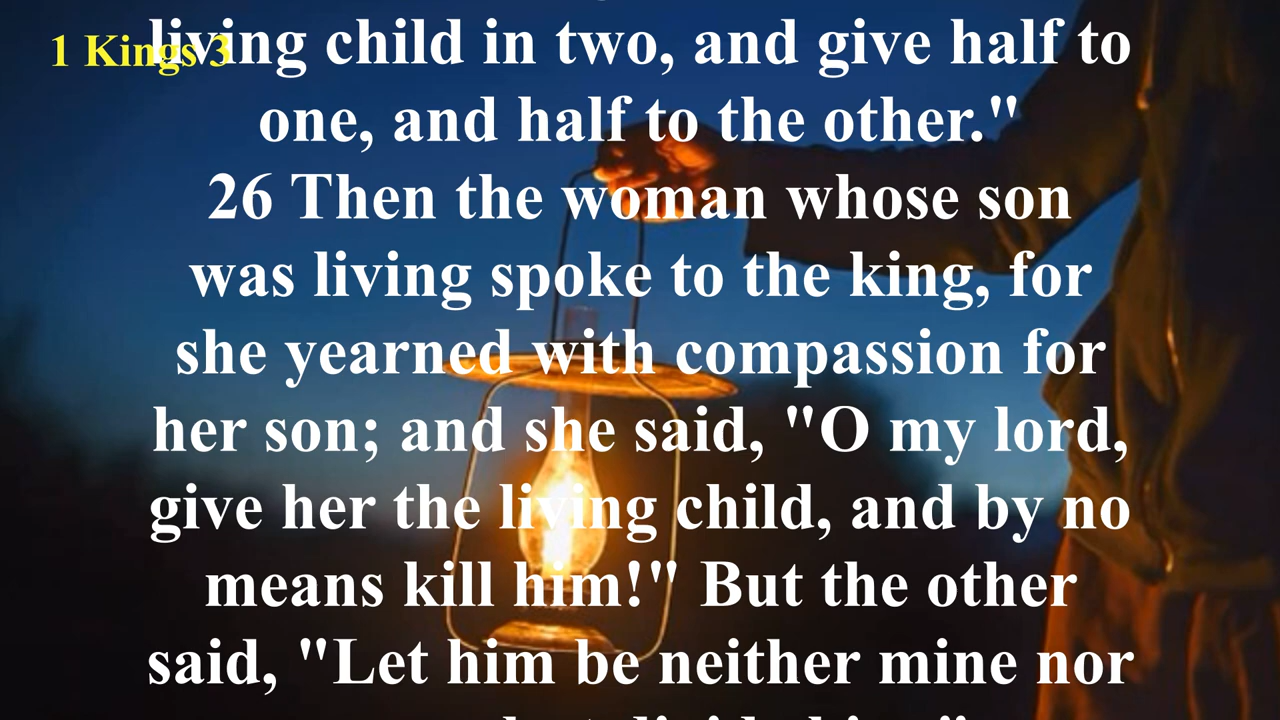 1 Kings 3
living child in two, and give half to
one, and half to the other."
26 Then the woman whose son
was living spoke to the king, for
she yearned with compassion for
her son; and she said, "O my lord,
give her the living child, and by no
means kill him!" But the other
said, "Let him be neither mine nor